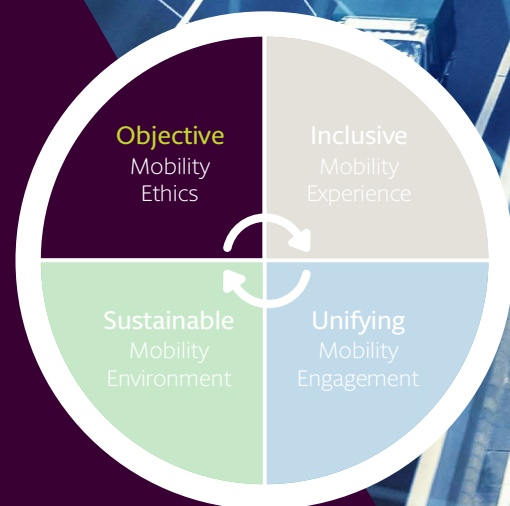 Objective
Mobility
Ethics
Inclusive
Mobility
Experience
Sustainable
Mobility
Environment
Unifying
Mobility
Engagement